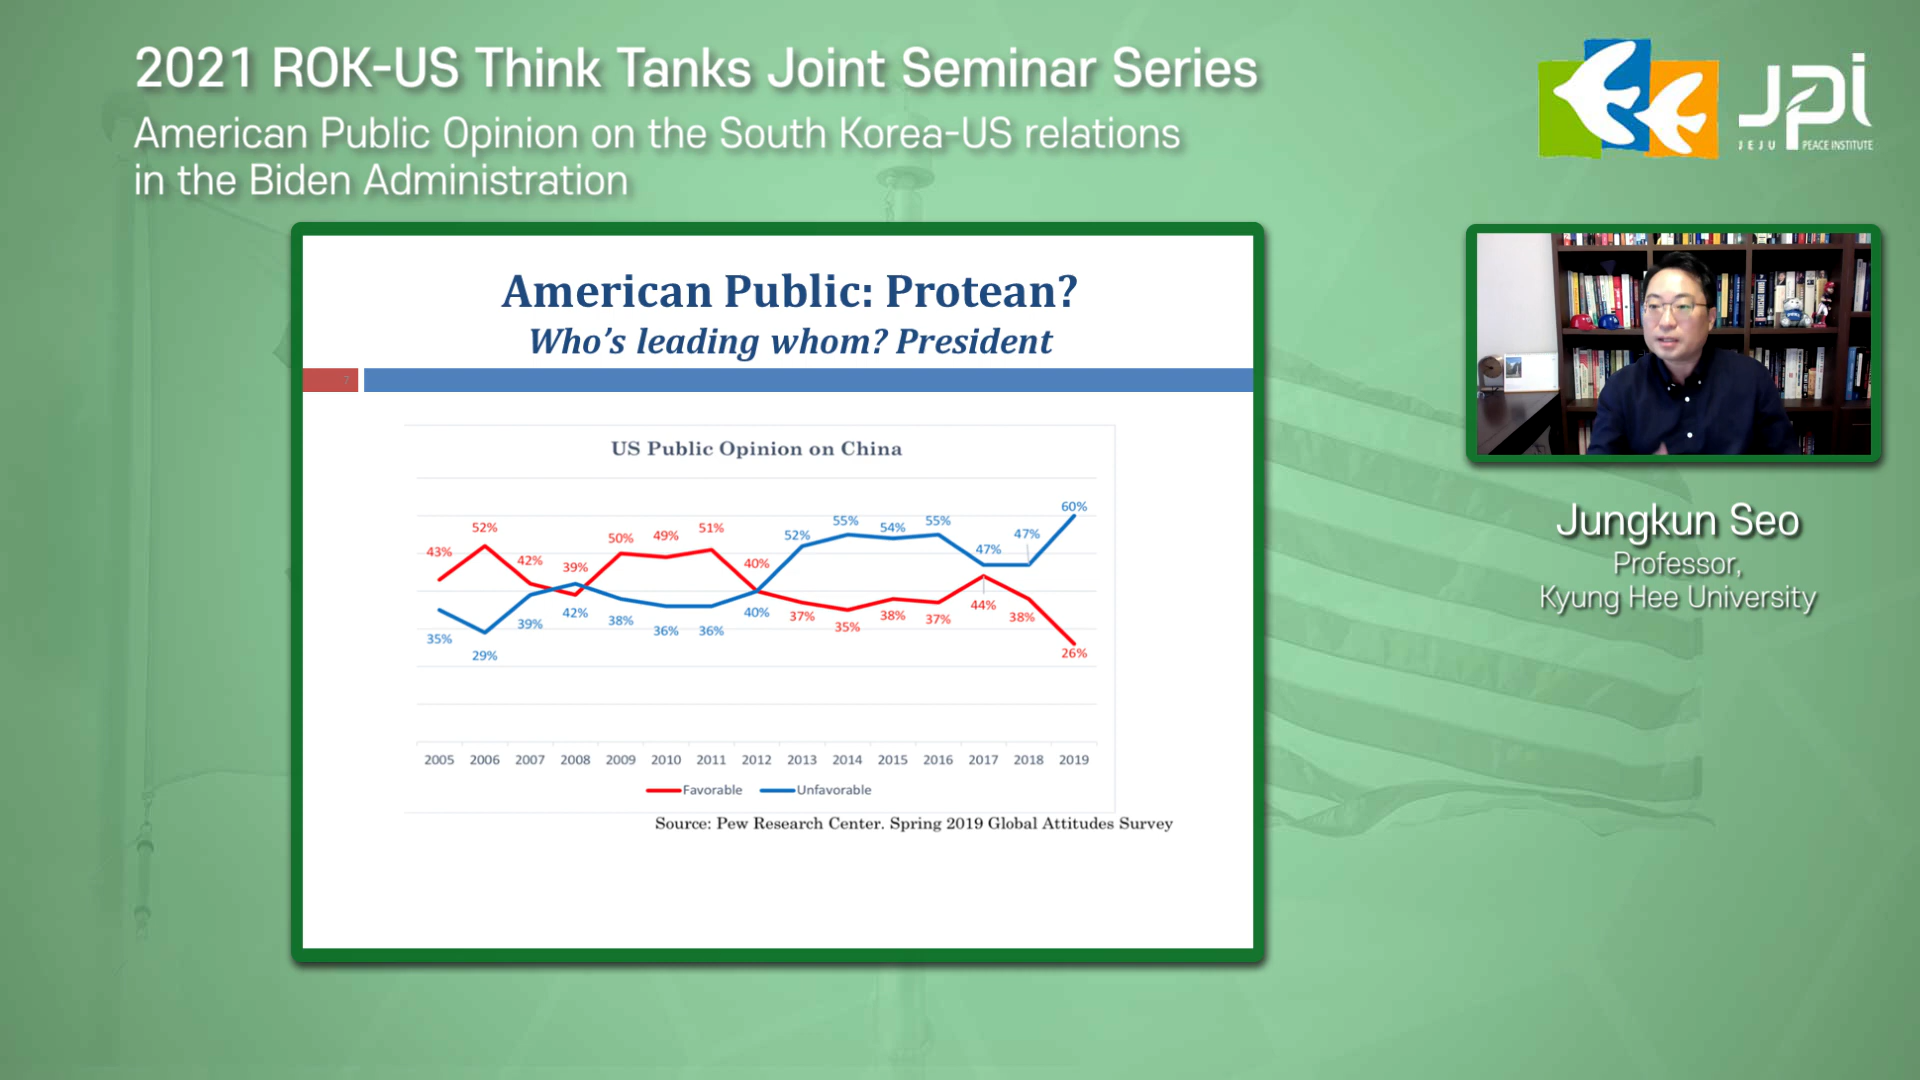 2021 ROK-US Think Tanks Joint Seminar Series
American Public Opinion on the South Korea-US relations
in the Biden Administration
JPI
JEJU PEACE INSTITUTE
American Public: Protean?
Who's leading whom? President
7
US Public Opinion on China
43% 52% 42% 39% 50% 49% 51% 40% 37% 35% 38% 37% 44% 38% 26%
35% 29% 39% 42% 38% 36% 36% 40% 52% 55% 54% 55% 47% 47% 60%
2005 2006 2007 2008 2009 2010 2011 2012 2013 2014 2015 2016 2017 2018 2019
Favorable Unfavorable
Source: Pew Research Center. Spring 2019 Global Attitudes Survey
Jungkun Seo
Professor,
Kyung Hee University